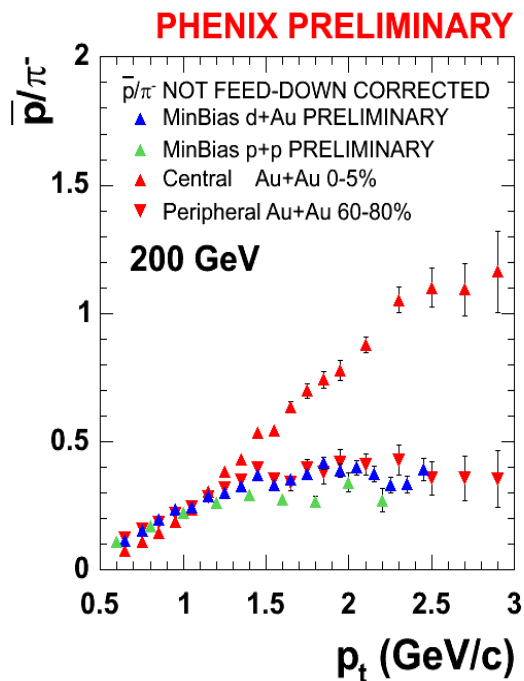 PHENIX PRELIMINARY
p̅/π⁻
2
1.5
1
0.5
0
p̅/π⁻ NOT FEED-DOWN CORRECTED
MinBias d+Au PRELIMINARY
MinBias p+p PRELIMINARY
Central Au+Au 0-5%
Peripheral Au+Au 60-80%
200 GeV
0.5 1 1.5 2 2.5 3
pₜ (GeV/c)